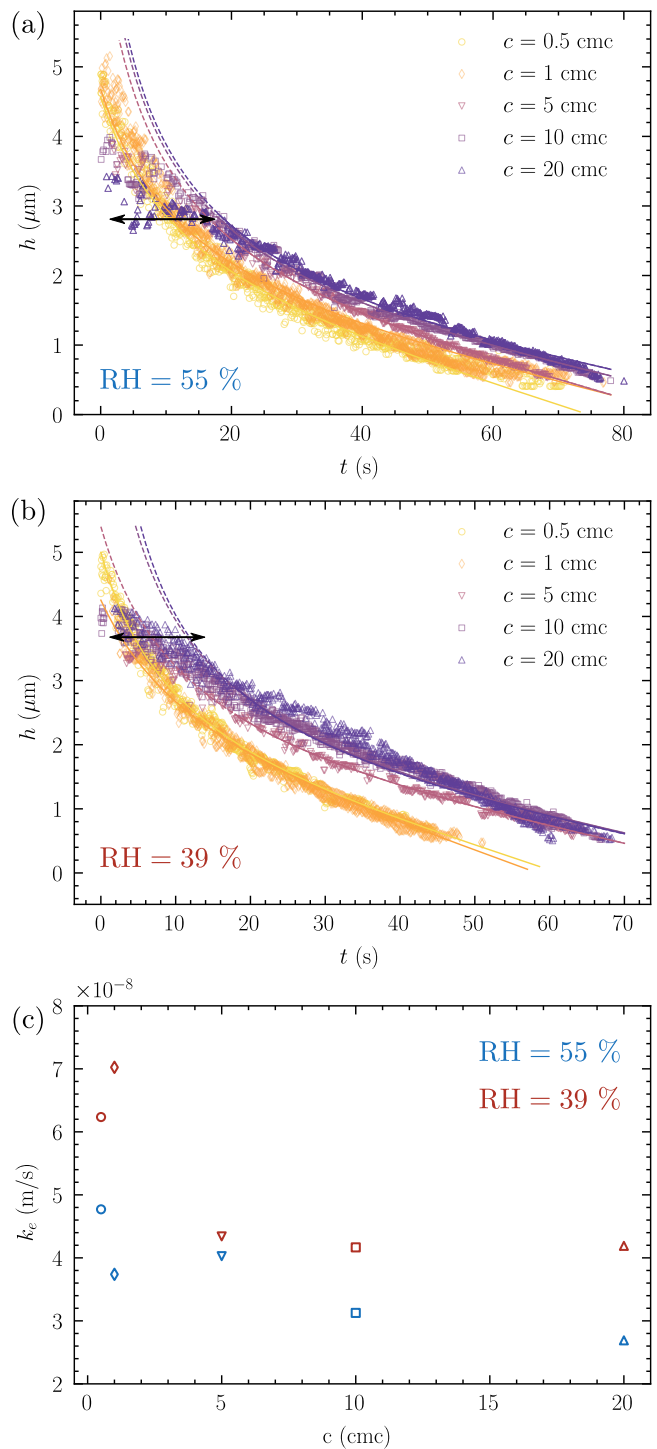 (a)
5
4
3
2
1
0
h (μm)
c = 0.5 cmc
c = 1 cmc
c = 5 cmc
c = 10 cmc
c = 20 cmc
RH = 55 %
0 20 40 60 80
t (s)
(b)
5
4
3
2
1
0
h (μm)
c = 0.5 cmc
c = 1 cmc
c = 5 cmc
c = 10 cmc
c = 20 cmc
RH = 39 %
0 10 20 30 40 50 60 70
t (s)
×10⁻⁸
(c)
8
7
6
5
4
3
2
kₑ (m/s)
RH = 55 %
RH = 39 %
0 5 10 15 20
c (cmc)